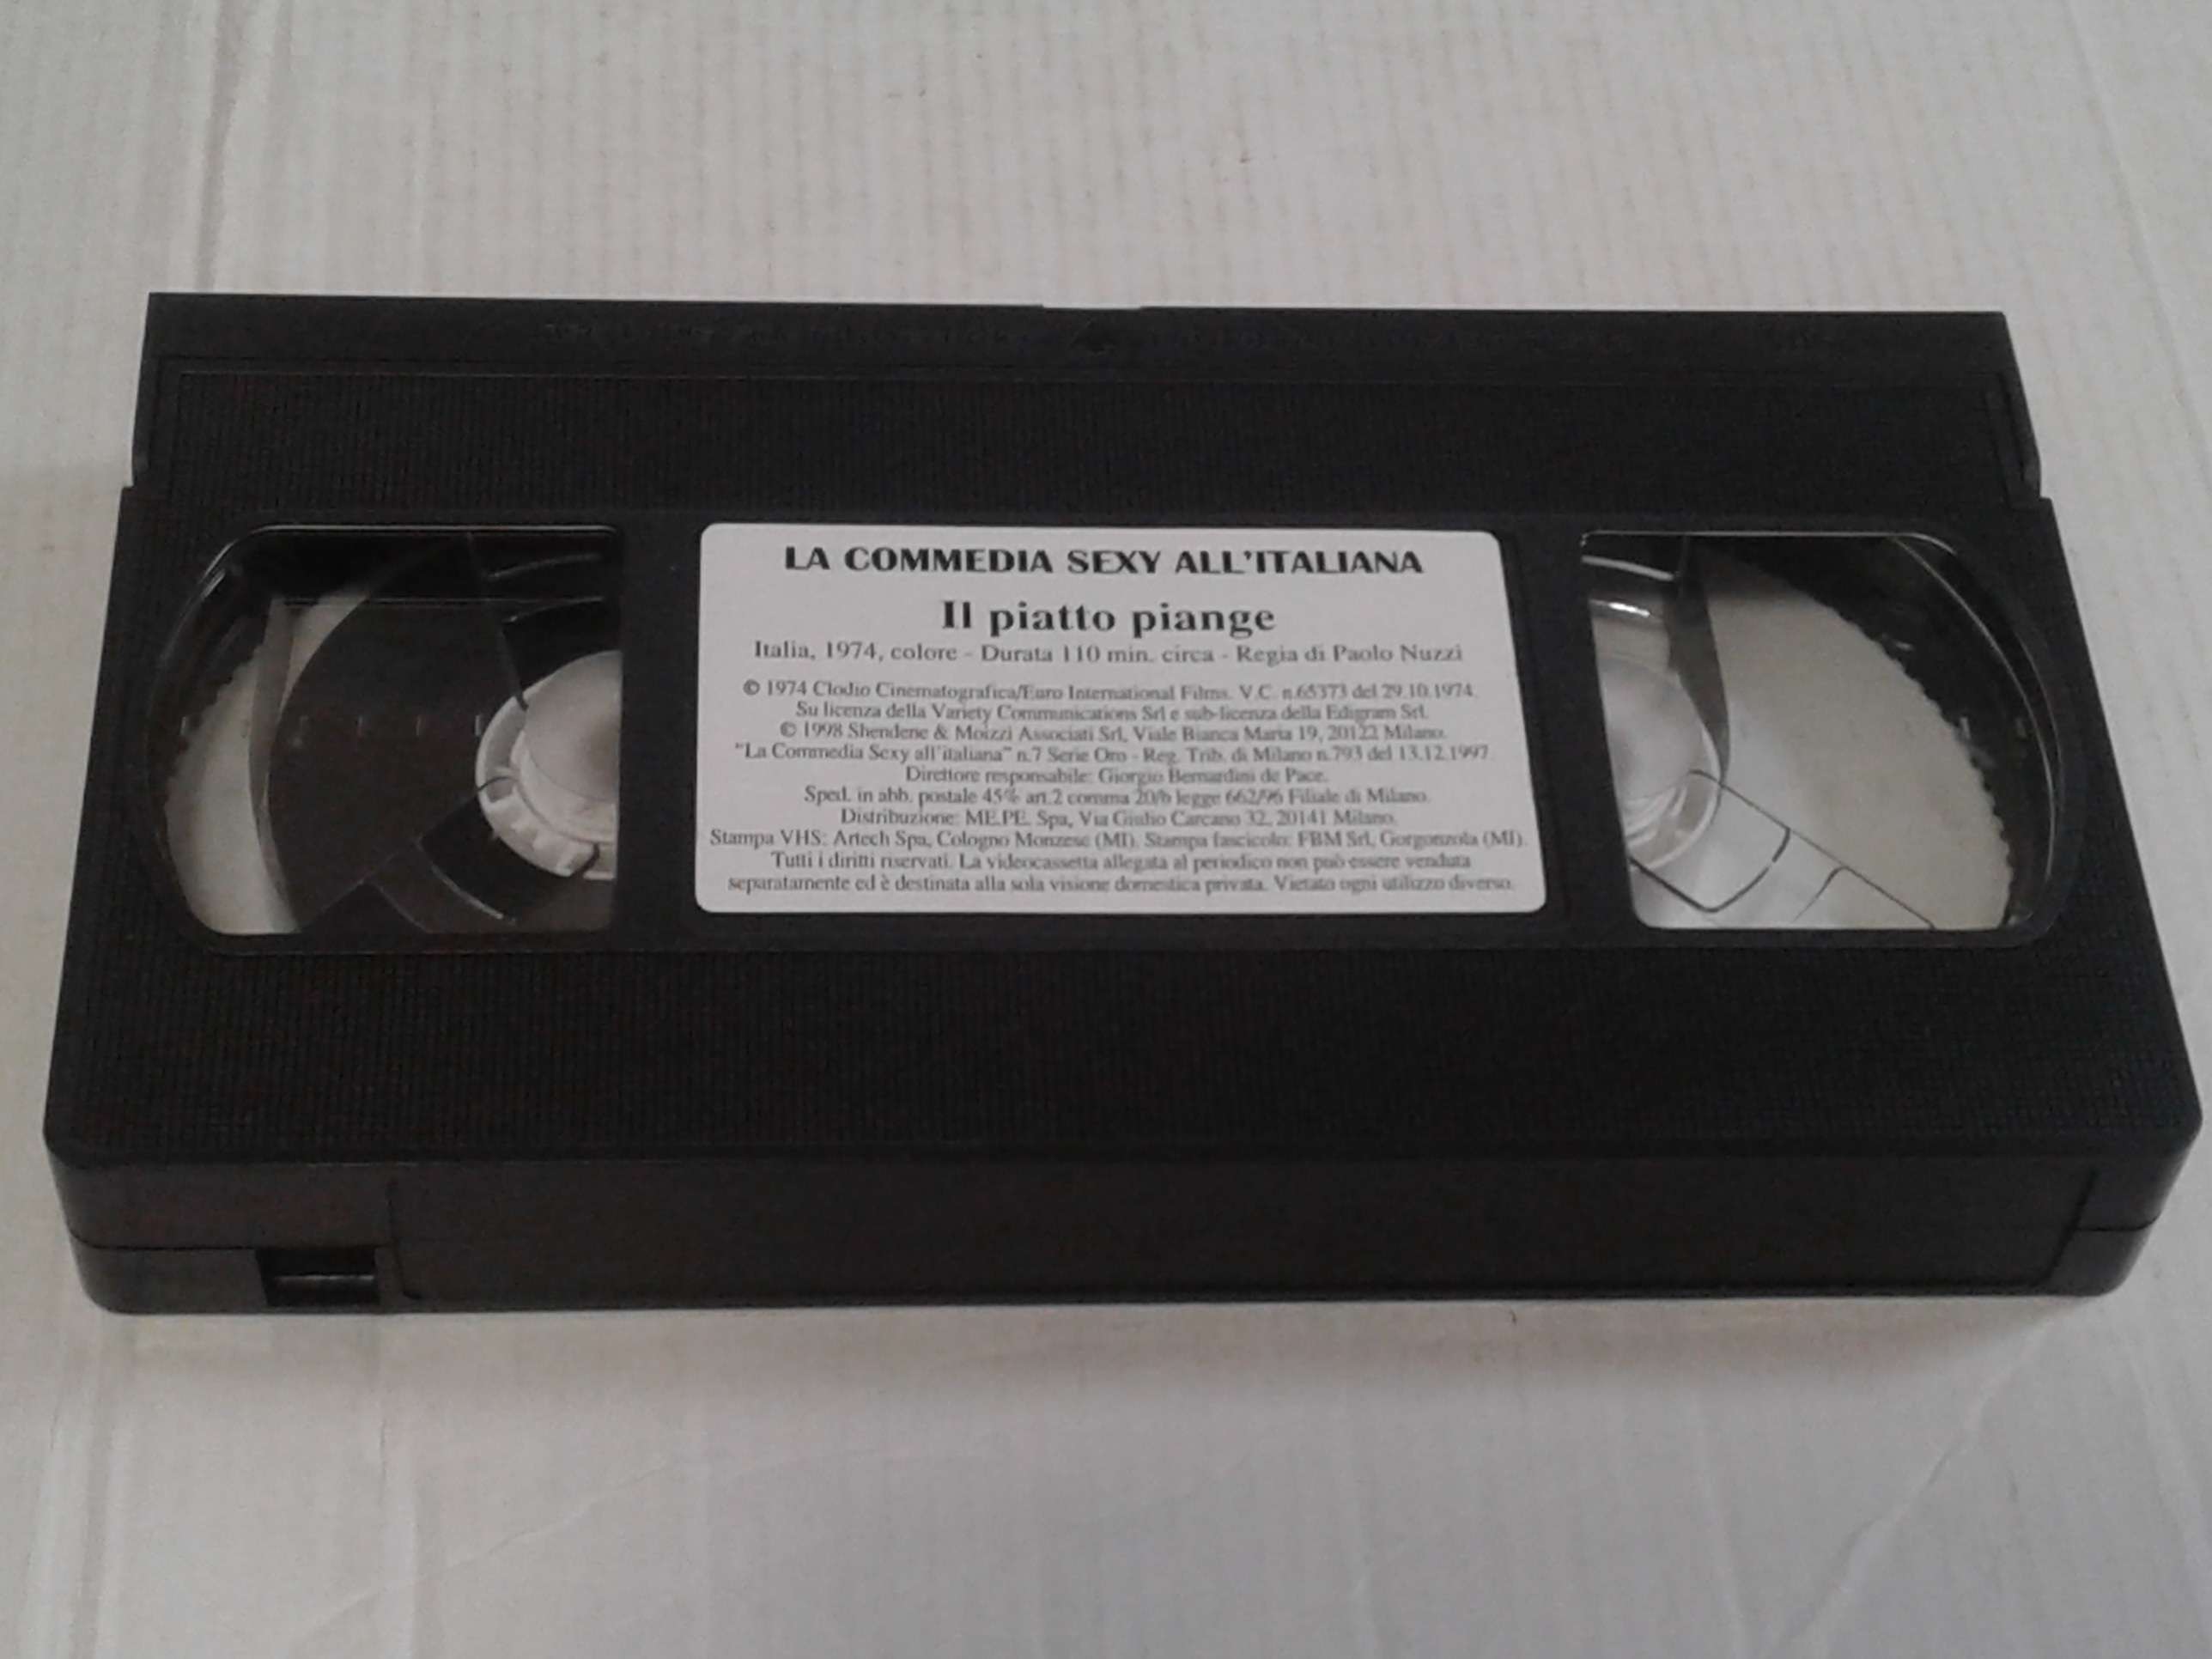 LA COMMEDIA SEXY ALL'ITALIANA
Il piatto piange
Italia, 1974, colore - Durata 110 min. circa - Regia di Paolo Nuzzi
© 1974 Clodio Cinematografica/Euro International Films. V.C. n.65373 del 29.10.1974.
Su licenza della Variety Communications Srl e sub-licenza della Edigram Srl.
© 1998 Shendene & Moizzi Associati Srl, Viale Bianca Maria 19, 20122 Milano.
"La Commedia Sexy all'italiana" n.7 Serie Oro - Reg. Trib. di Milano n.793 del 13.12.1997
Direttore responsabile: Giorgio Bernardini de Pace.
Sped. in abb. postale 45% art.2 comma 20/b legge 662/96 Filiale di Milano.
Distribuzione: ME.PE. Spa, Via Giulio Carcano 32, 20141 Milano.
Stampa VHS: Artech Spa, Cologno Monzese (MI). Stampa fascicolo: FBM Srl, Gorgonzola (MI).
Tutti i diritti riservati. La videocassetta allegata al periodico non può essere venduta
separatamente ed è destinata alla sola visione domestica privata. Vietato ogni utilizzo diverso.